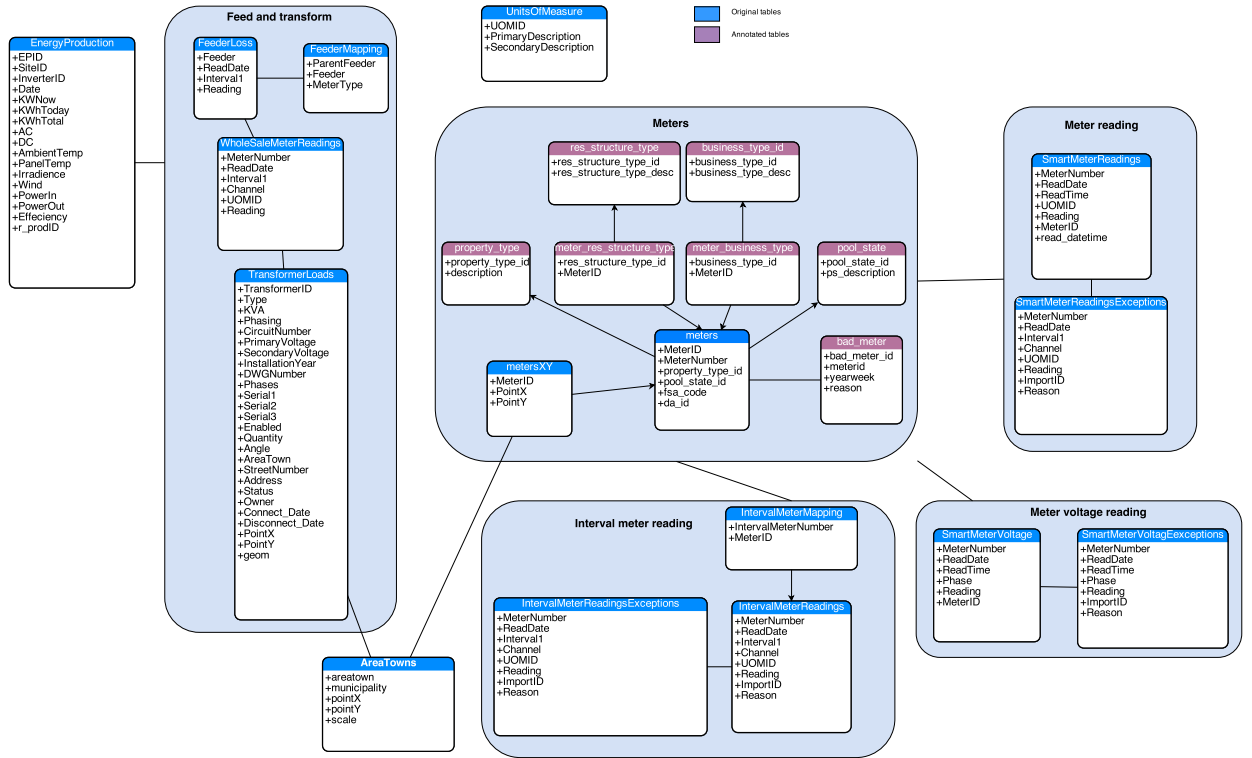 EnergyProduction
+EPID
+SiteID
+InverterID
+Date
+KWNow
+KWhToday
+KWhTotal
+AC
+DC
+AmbientTemp
+PanelTemp
+Irradience
+Wind
+PowerIn
+PowerOut
+Effeciency
+r_prodID
Feed and transform
FeederLoss
+Feeder
+ReadDate
+Interval1
+Reading
FeederMapping
+ParentFeeder
+Feeder
+MeterType
WholeSaleMeterReadings
+MeterNumber
+ReadDate
+Interval1
+Channel
+UOMID
+Reading
TransformerLoads
+TransformerID
+Type
+KVA
+Phasing
+CircuitNumber
+PrimaryVoltage
+SecondaryVoltage
+InstallationYear
+DWGNumber
+Phases
+Serial1
+Serial2
+Serial3
+Enabled
+Quantity
+Angle
+AreaTown
+StreetNumber
+Address
+Status
+Owner
+Connect_Date
+Disconnect_Date
+PointX
+PointY
+geom
AreaTowns
+areatown
+municipality
+pointX
+pointY
+scale
UnitsOfMeasure
+UOMID
+PrimaryDescription
+SecondaryDescription
Original tables
Annotated tables
Meters
res_structure_type
+res_structure_type_id
+res_structure_type_desc
business_type_id
+business_type_id
+business_type_desc
property_type
+property_type_id
+description
meter_res_structure_type
+res_structure_type_id
+MeterID
meter_business_type
+business_type_id
+MeterID
pool_state
+pool_state_id
+ps_description
metersXY
+MeterID
+PointX
+PointY
meters
+MeterID
+MeterNumber
+property_type_id
+pool_state_id
+fsa_code
+da_id
bad_meter
+bad_meter_id
+meterid
+yearweek
+reason
Meter reading
SmartMeterReadings
+MeterNumber
+ReadDate
+ReadTime
+UOMID
+Reading
+MeterID
+read_datetime
SmartMeterReadingsExceptions
+MeterNumber
+ReadDate
+Interval1
+Channel
+UOMID
+Reading
+ImportID
+Reason
Interval meter reading
IntervalMeterMapping
+IntervalMeterNumber
+MeterID
IntervalMeterReadingsExceptions
+MeterNumber
+ReadDate
+Interval1
+Channel
+UOMID
+Reading
+ImportID
+Reason
IntervalMeterReadings
+MeterNumber
+ReadDate
+Interval1
+Channel
+UOMID
+Reading
+ImportID
+Reason
Meter voltage reading
SmartMeterVoltage
+MeterNumber
+ReadDate
+ReadTime
+Phase
+Reading
+MeterID
SmartMeterVoltagEexceptions
+MeterNumber
+ReadDate
+ReadTime
+Phase
+Reading
+ImportID
+Reason